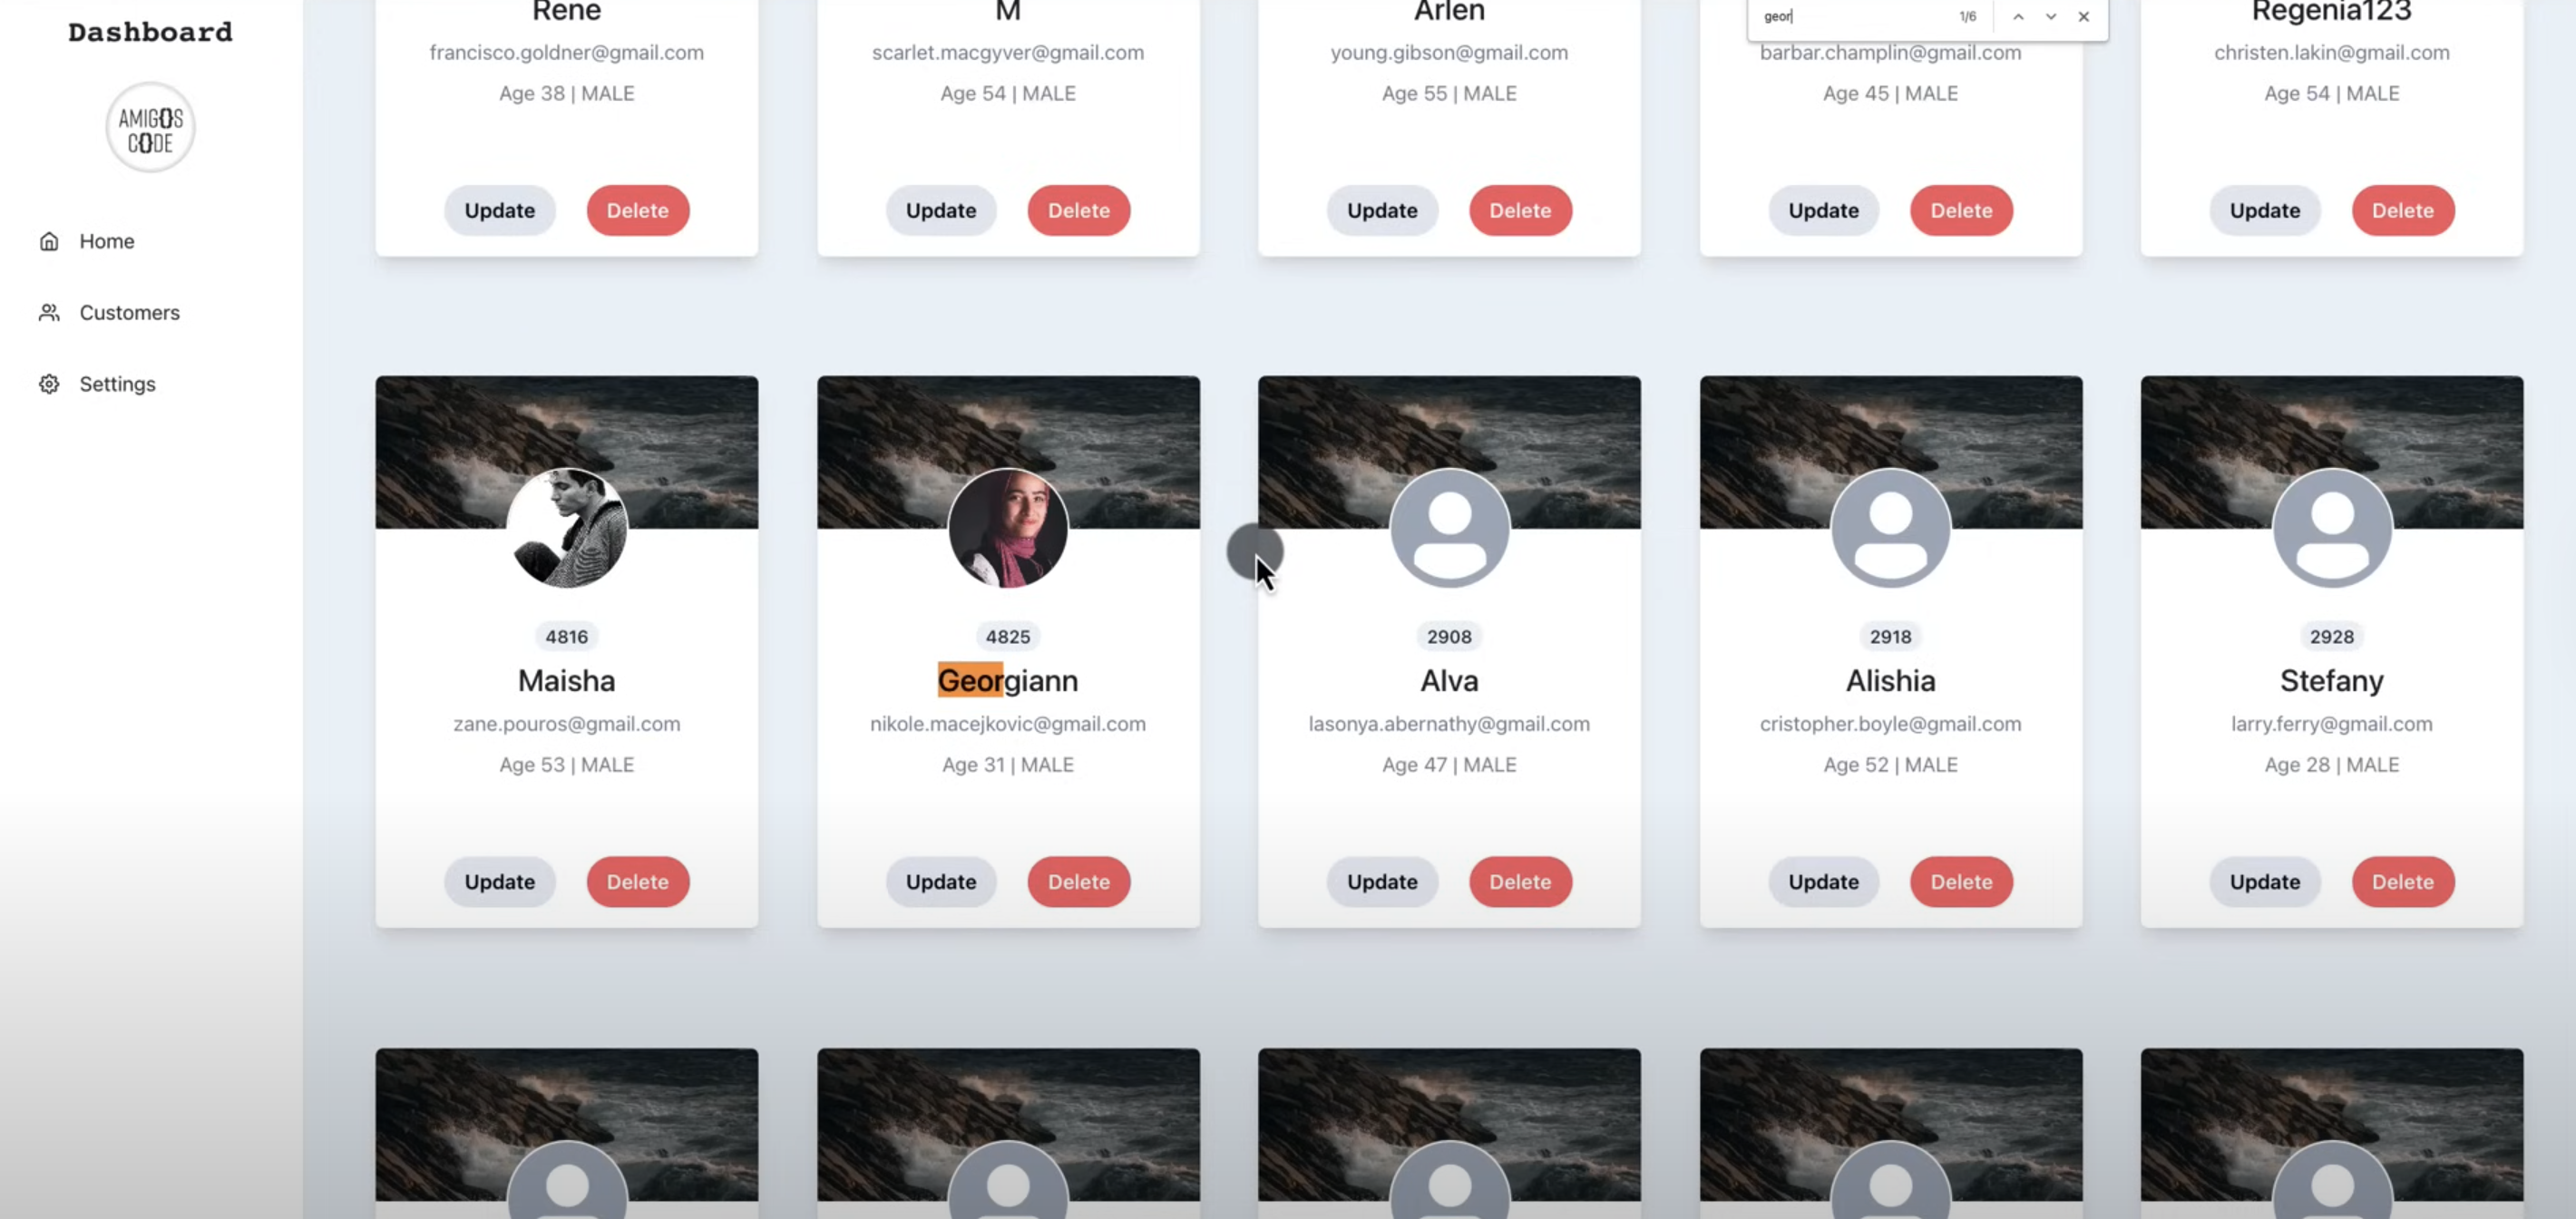 Dashboard
AMIGOS
CODE
Home
Customers
Settings
geor
1/6
Rene
francisco.goldner@gmail.com
Age 38 | MALE
Update
Delete
M
scarlet.macgyver@gmail.com
Age 54 | MALE
Update
Delete
Arlen
young.gibson@gmail.com
Age 55 | MALE
Update
Delete
barbar.champlin@gmail.com
Age 45 | MALE
Update
Delete
Regenia123
christen.lakin@gmail.com
Age 54 | MALE
Update
Delete
4816
Maisha
zane.pouros@gmail.com
Age 53 | MALE
Update
Delete
4825
Georgiann
nikole.macejkovic@gmail.com
Age 31 | MALE
Update
Delete
2908
Alva
lasonya.abernathy@gmail.com
Age 47 | MALE
Update
Delete
2918
Alishia
cristopher.boyle@gmail.com
Age 52 | MALE
Update
Delete
2928
Stefany
larry.ferry@gmail.com
Age 28 | MALE
Update
Delete